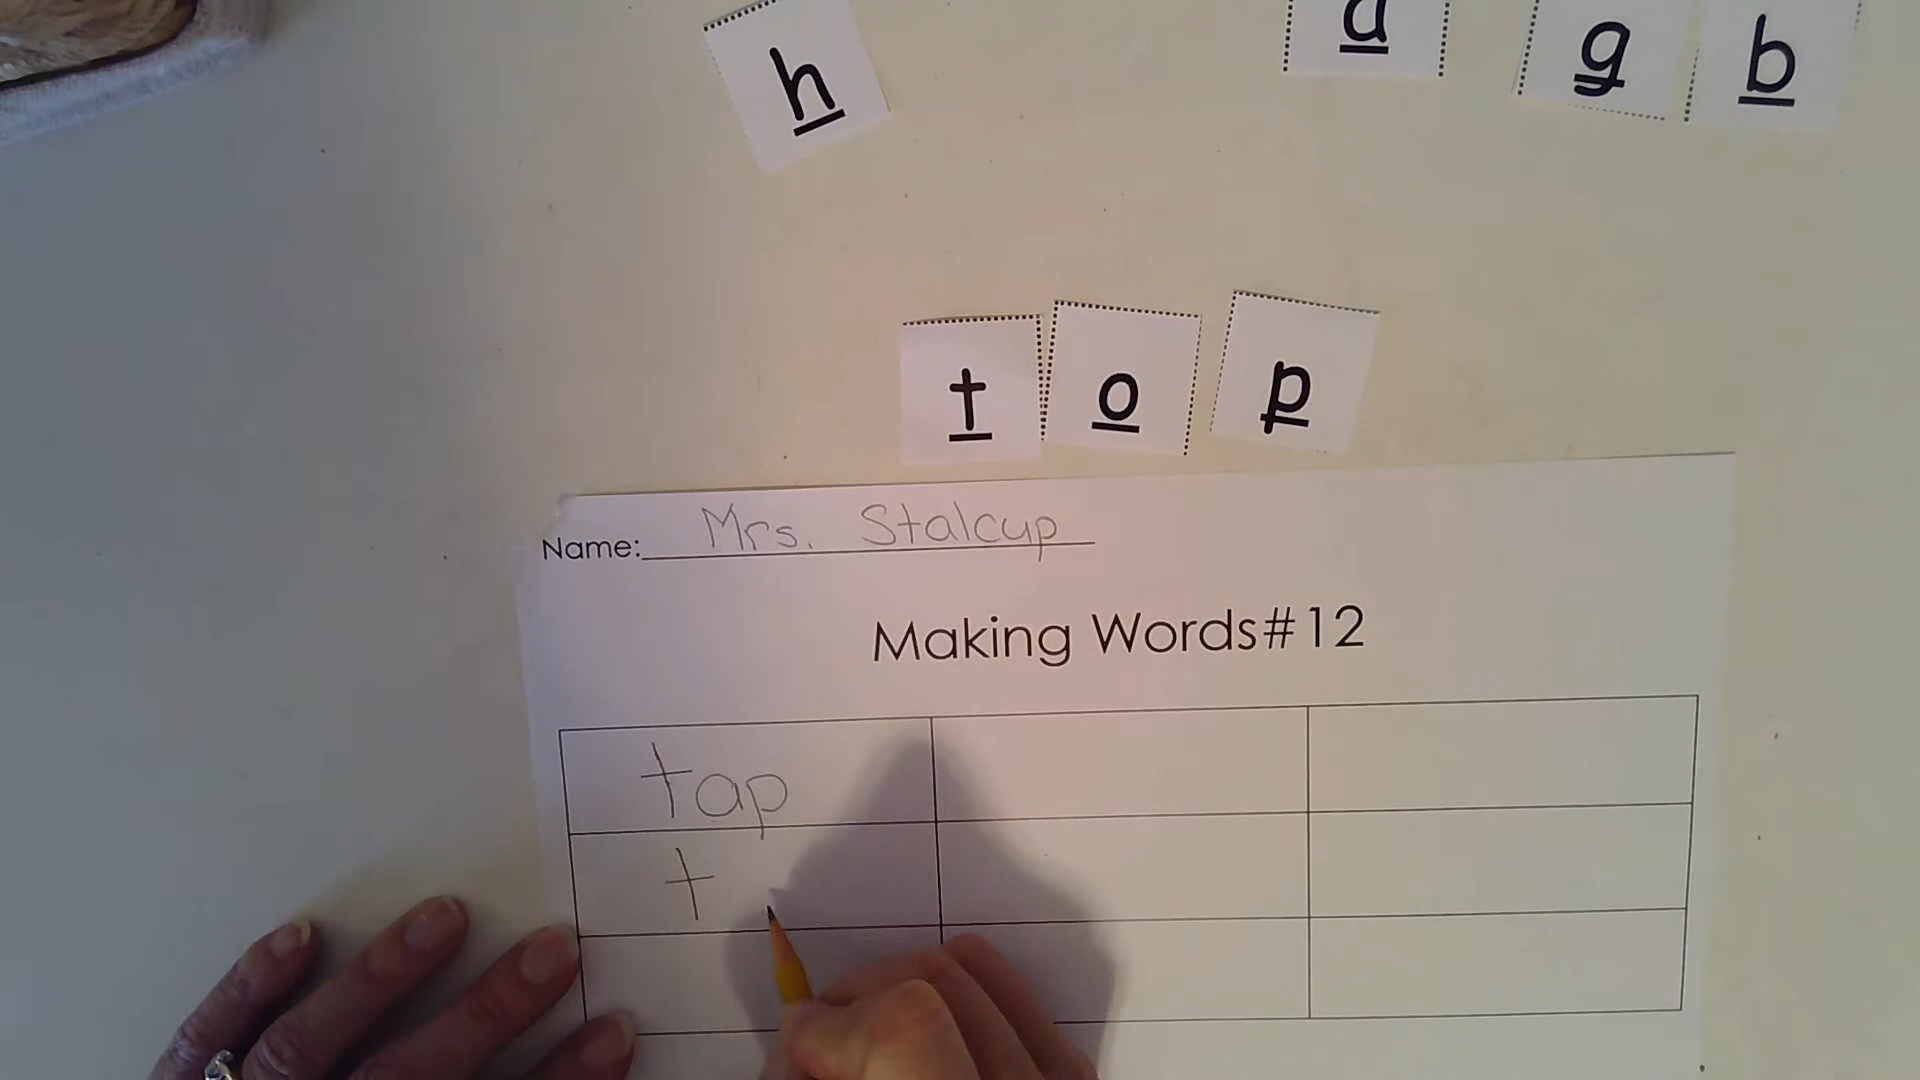 h a g b
t o p
Name: Mrs. Stalcup
Making Words#12
tap
t